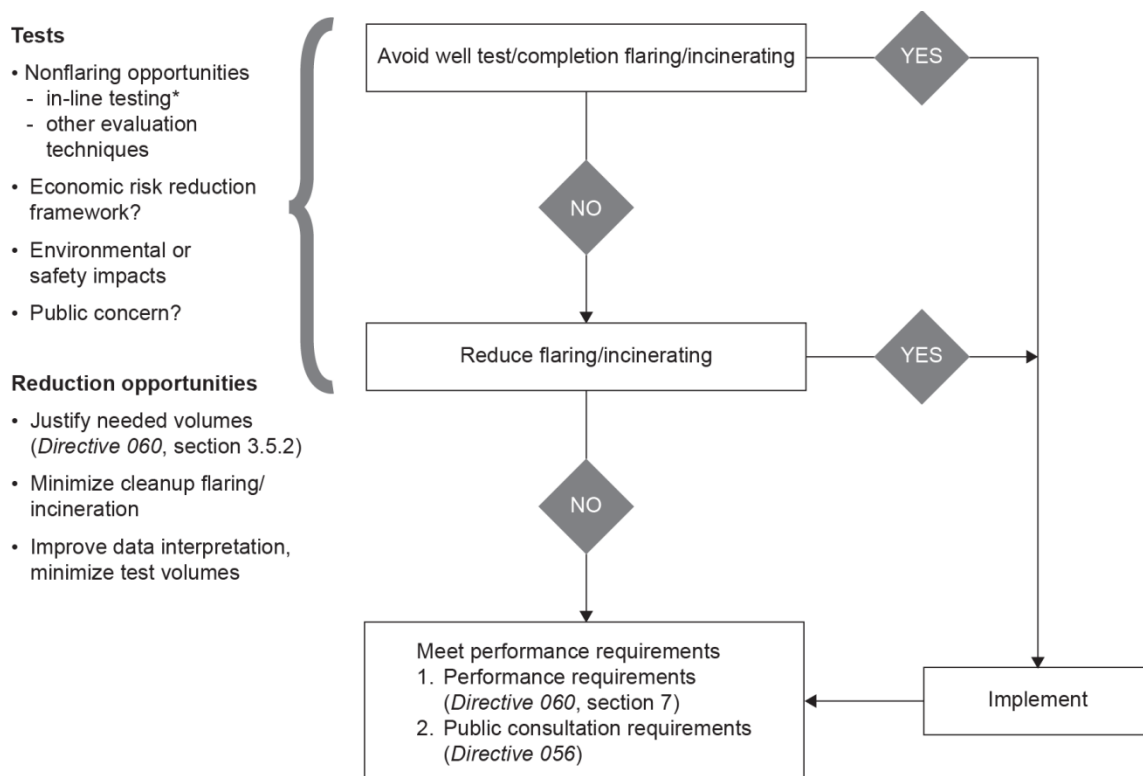 Tests
• Nonflaring opportunities
- in-line testing*
- other evaluation
techniques
• Economic risk reduction
framework?
• Environmental or
safety impacts
• Public concern?
Reduction opportunities
• Justify needed volumes
(Directive 060, section 3.5.2)
• Minimize cleanup flaring/
incineration
• Improve data interpretation,
minimize test volumes
Avoid well test/completion flaring/incinerating
YES
NO
Reduce flaring/incinerating
YES
NO
Meet performance requirements
1. Performance requirements
(Directive 060, section 7)
2. Public consultation requirements
(Directive 056)
Implement